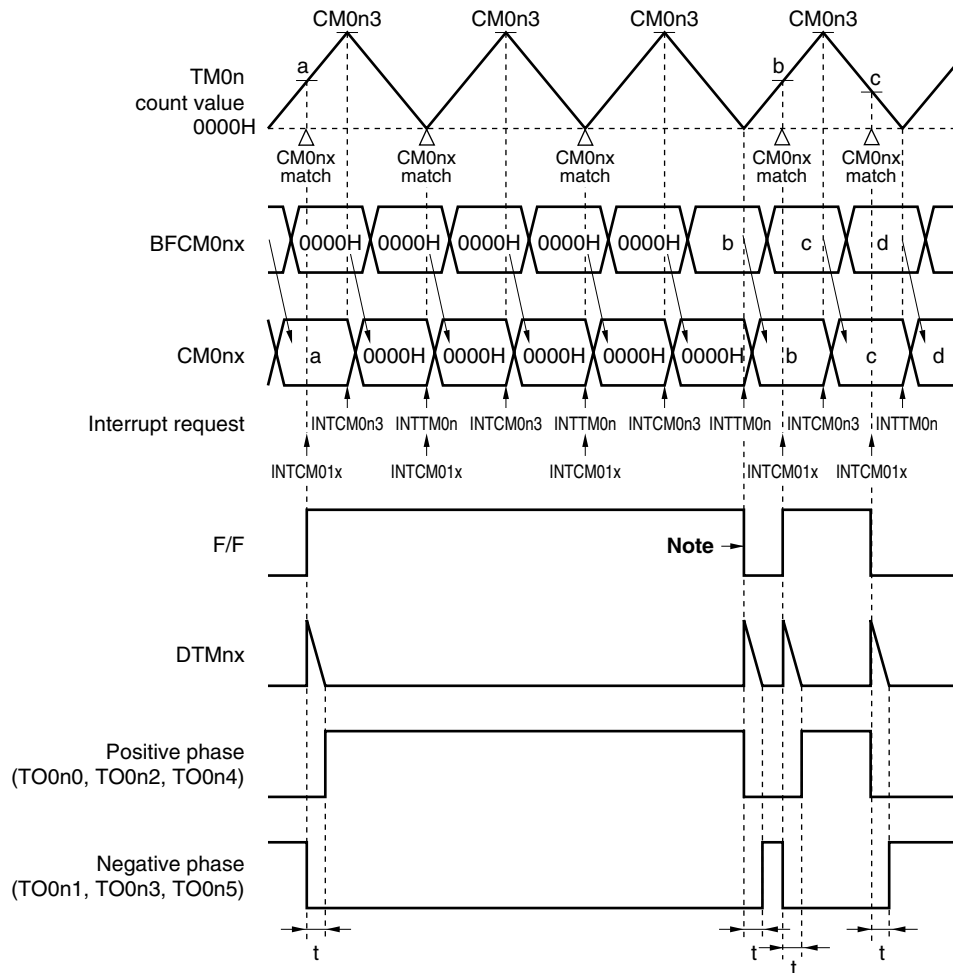 CM0n3 CM0n3 CM0n3 CM0n3
a b c
TM0n
count value
0000H
CM0nx CM0nx CM0nx CM0nx CM0nx
match match match match match
BFCM0nx 0000H 0000H 0000H 0000H 0000H b c d
CM0nx a 0000H 0000H 0000H 0000H 0000H b c d
Interrupt request INTCM0n3 INTTM0n INTCM0n3 INTTM0n INTCM0n3 INTTM0n INTCM0n3 INTTM0n
INTCM01x INTCM01x INTCM01x INTCM01x INTCM01x
F/F Note
DTMnx
Positive phase
(TO0n0, TO0n2, TO0n4)
Negative phase
(TO0n1, TO0n3, TO0n5)
t t t t